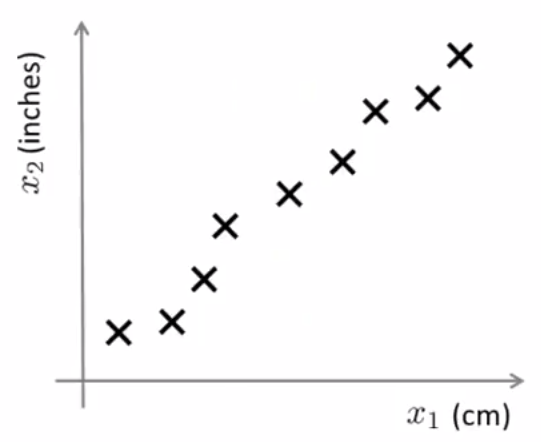 x₂ (inches)
x₁ (cm)